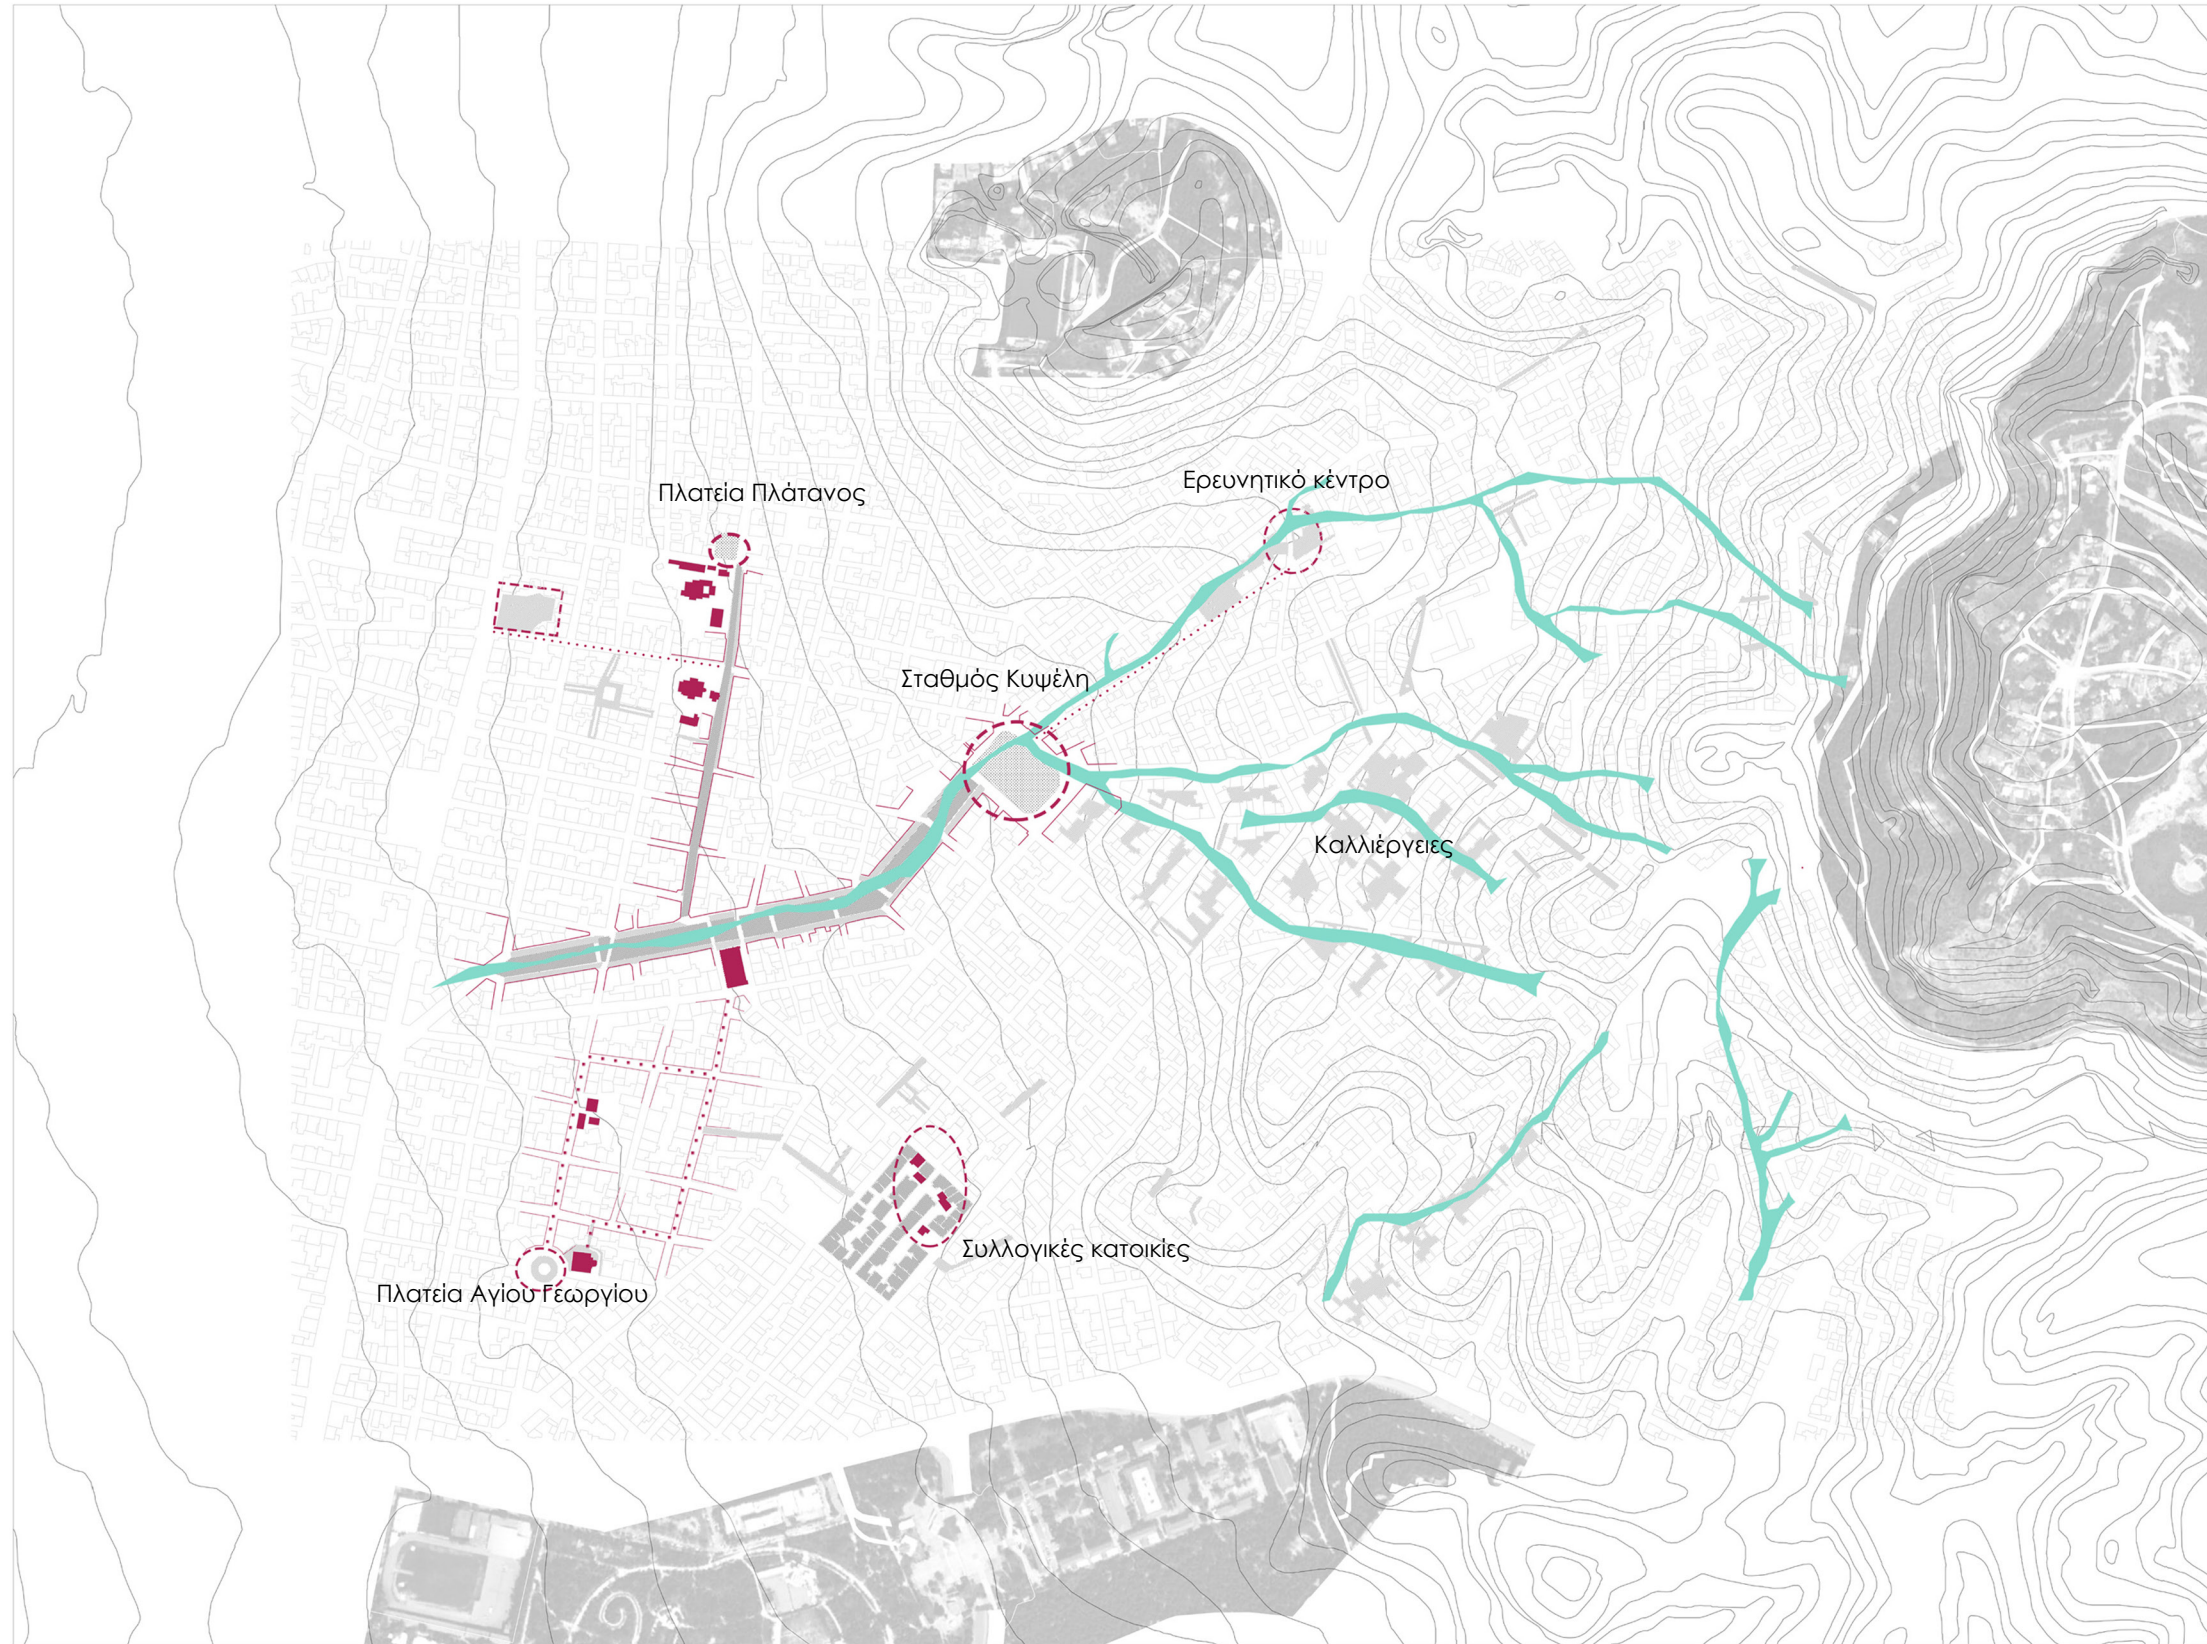 Ερευνητικό κέντρο
Πλατεία Πλάτανος
Σταθμός Κυψέλη
Καλλιέργειες
Συλλογικές κατοικίες
Πλατεία Αγίου Γεωργίου